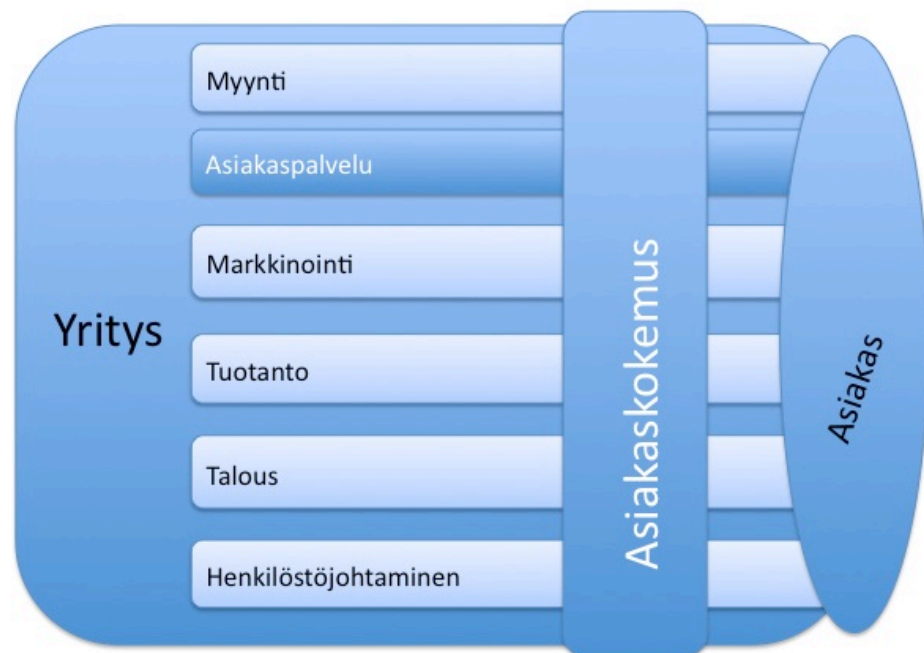 Yritys
Myynti
Asiakaspalvelu
Markkinointi
Tuotanto
Talous
Henkilöstöjohtaminen
Asiakaskokemus
Asiakas